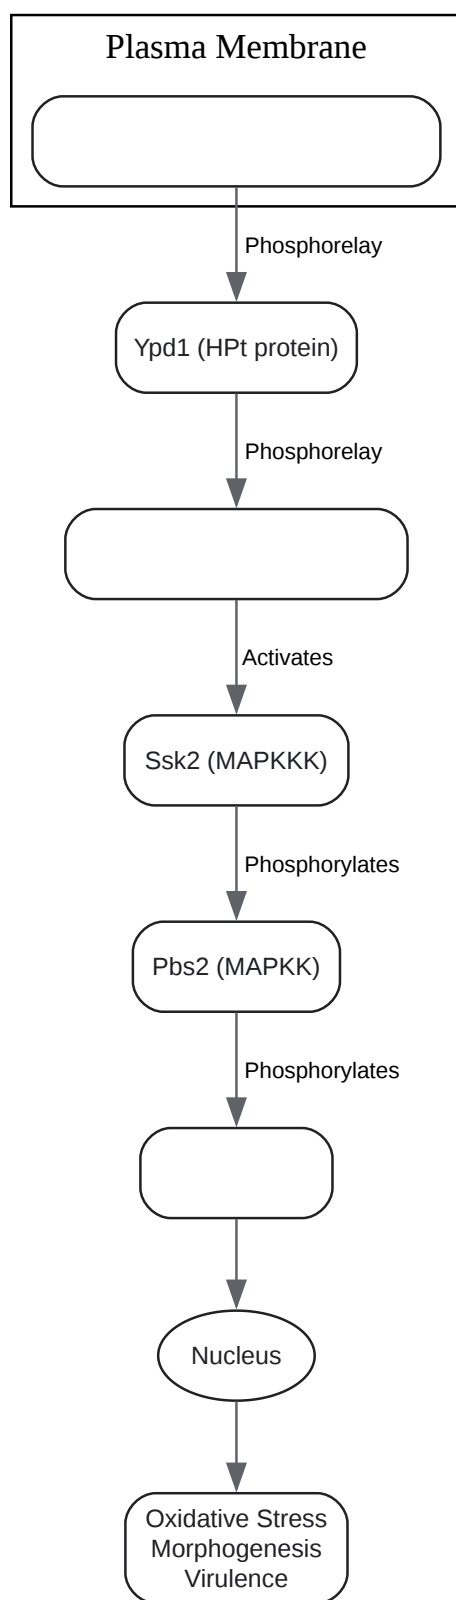 Plasma Membrane
Phosphorelay
Ypd1 (HPt protein)
Phosphorelay
Activates
Ssk2 (MAPKKK)
Phosphorylates
Pbs2 (MAPKK)
Phosphorylates
Nucleus
Oxidative Stress
Morphogenesis
Virulence